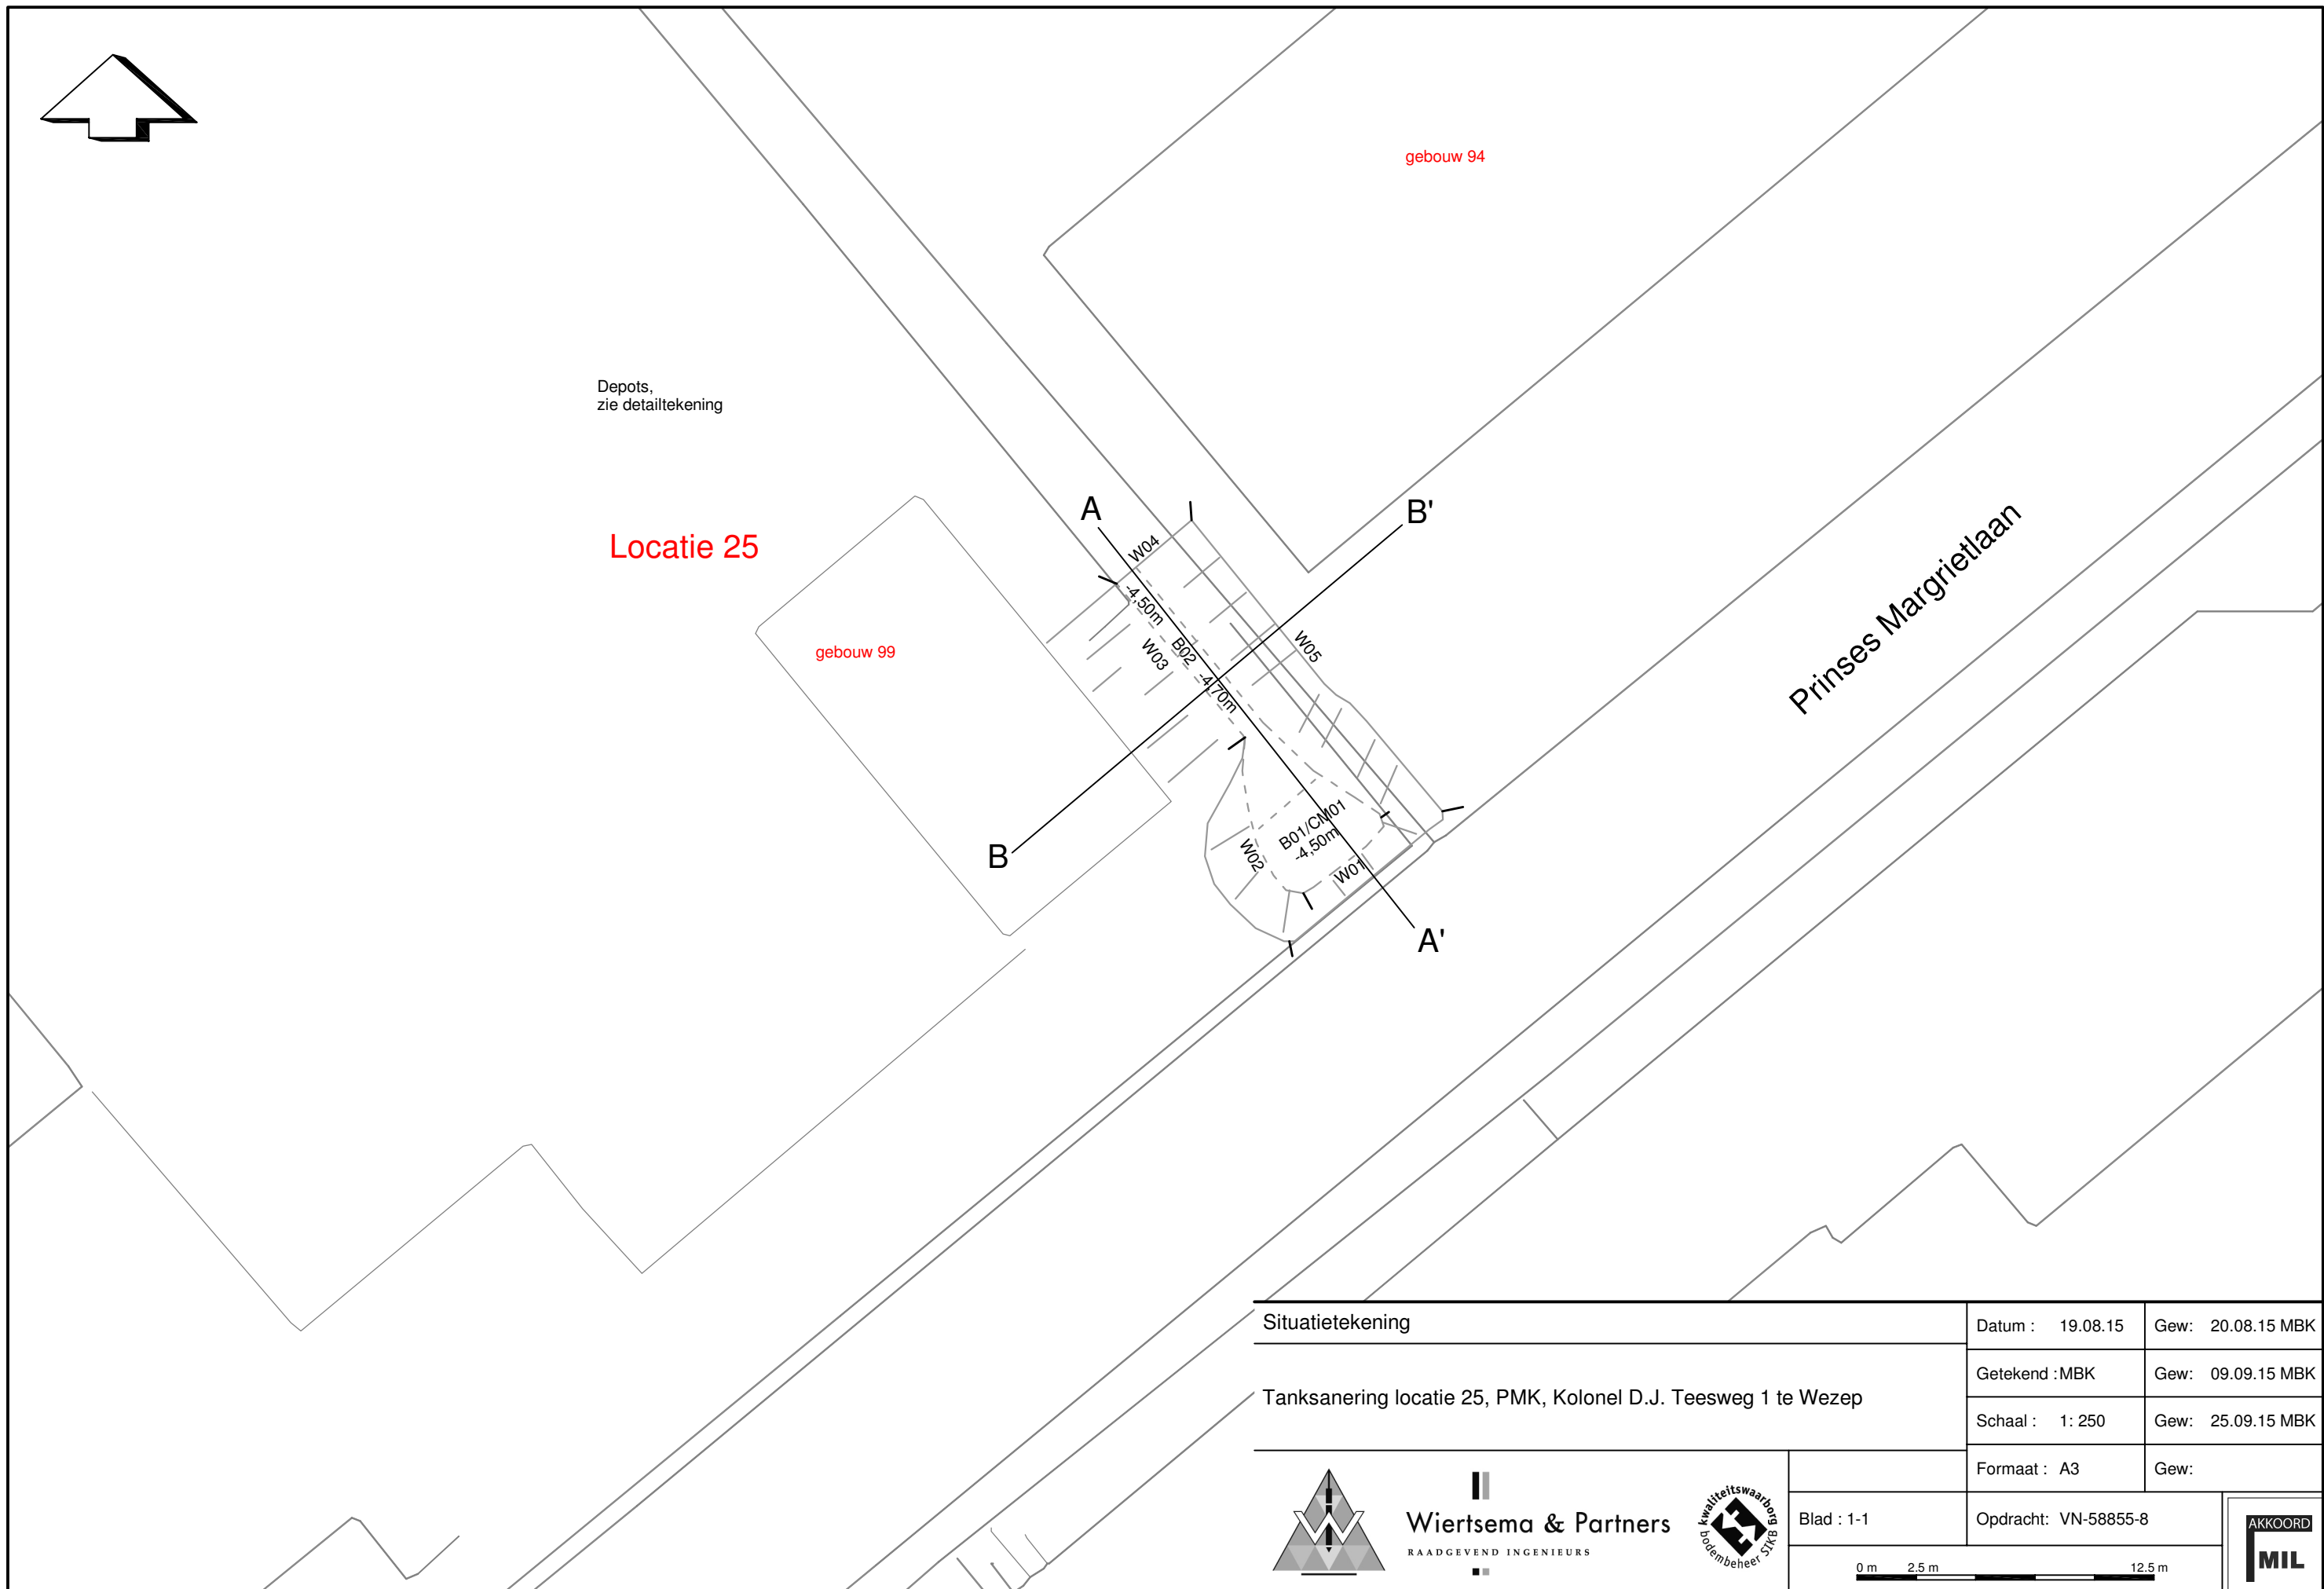 gebouw 94
Depots,
zie detailtekening
Locatie 25
gebouw 99
A
B'
W04
-4,50m
B02
W03
-4,70m
W05
Prinses Margrietlaan
B
B01/CM01
-4,50m
W02
W01
A'
Situatietekening
Tanksanering locatie 25, PMK, Kolonel D.J. Teesweg 1 te Wezep
Datum : 19.08.15
Gew: 20.08.15 MBK
Getekend : MBK
Gew: 09.09.15 MBK
Schaal : 1: 250
Gew: 25.09.15 MBK
Formaat : A3
Gew:
Wiertsema & Partners
RAADGEVEND INGENIEURS
kwaliteitswaarborg
bodembeheer SIKB
Blad : 1-1
Opdracht: VN-58855-8
0 m 2.5 m 12.5 m
AKKOORD
MIL